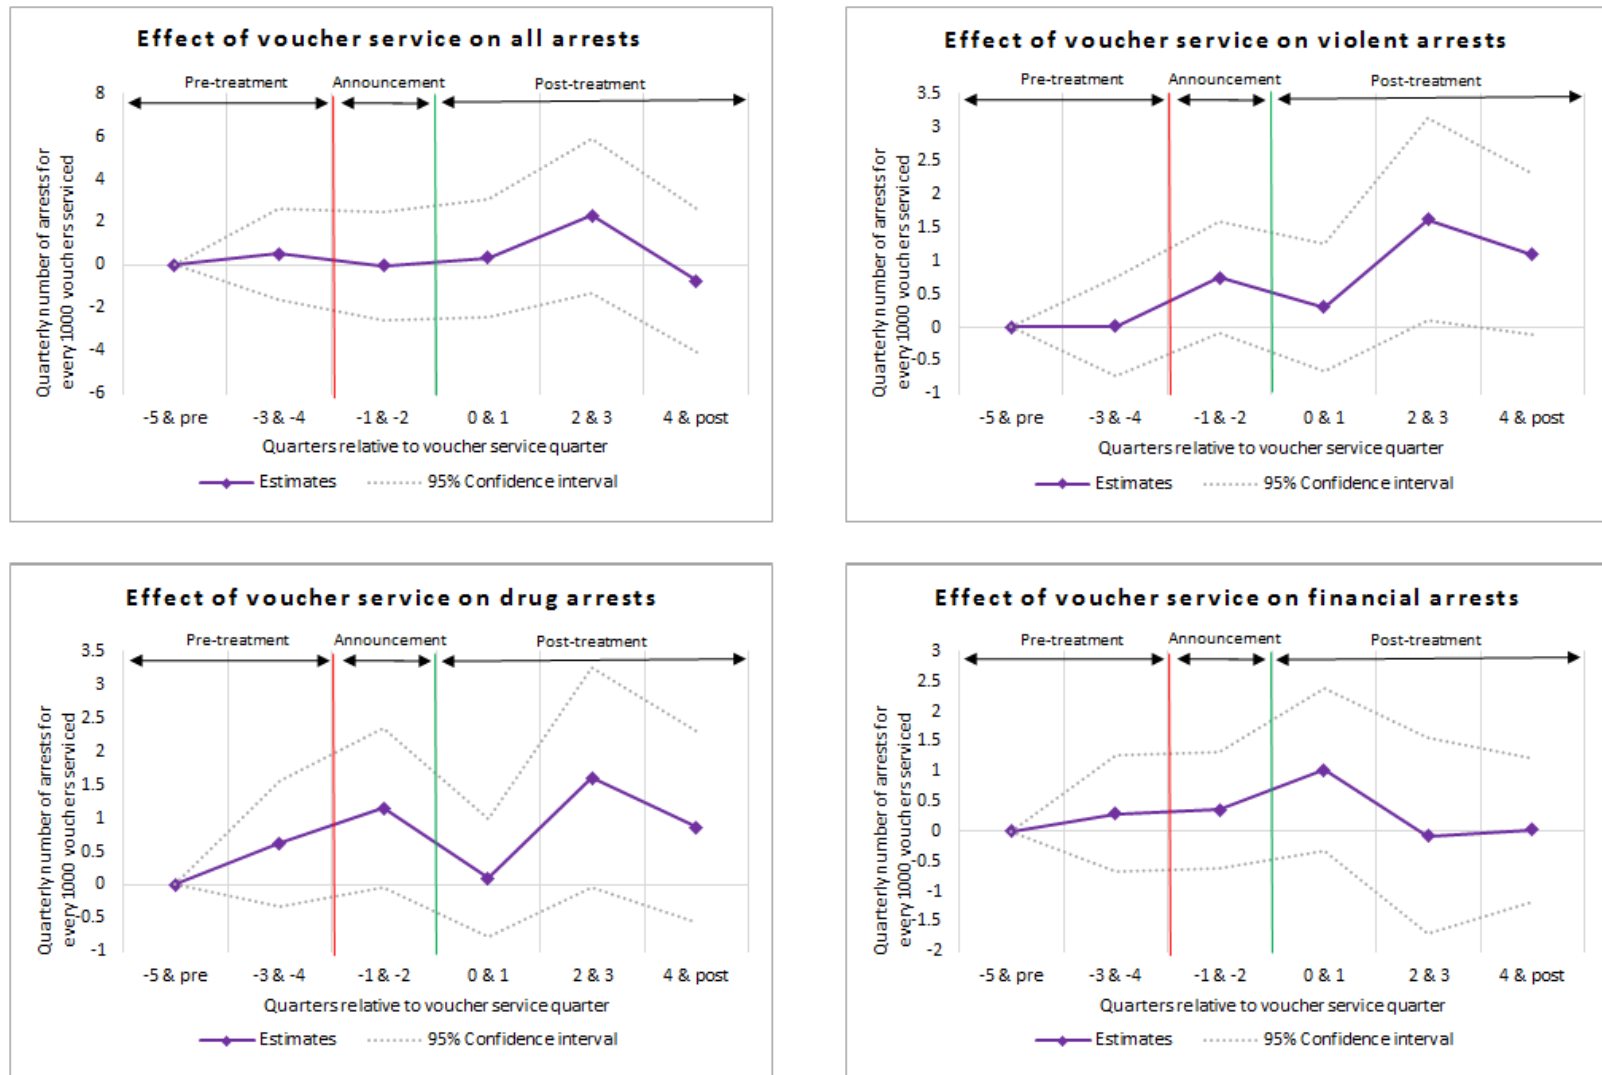 Effect of voucher service on all arrests
Pre-treatment Announcement Post-treatment
8
6
4
2
0
-2
-4
-6
Quarterly number of arrests for
every 1000 vouchers serviced
-5 & pre -3 & -4 -1 & -2 0 & 1 2 & 3 4 & post
Quarters relative to voucher service quarter
Estimates 95% Confidence interval
Effect of voucher service on violent arrests
Pre-treatment Announcement Post-treatment
3.5
3
2.5
2
1.5
1
0.5
0
-0.5
-1
Quarterly number of arrests for
every 1000 vouchers serviced
-5 & pre -3 & -4 -1 & -2 0 & 1 2 & 3 4 & post
Quarters relative to voucher service quarter
Estimates 95% Confidence interval
Effect of voucher service on drug arrests
Pre-treatment Announcement Post-treatment
3.5
3
2.5
2
1.5
1
0.5
0
-0.5
-1
Quarterly number of arrests for
every 1000 vouchers serviced
-5 & pre -3 & -4 -1 & -2 0 & 1 2 & 3 4 & post
Quarters relative to voucher service quarter
Estimates 95% Confidence interval
Effect of voucher service on financial arrests
Pre-treatment Announcement Post-treatment
3
2.5
2
1.5
1
0.5
0
-0.5
-1
-1.5
-2
Quarterly number of arrests for
every 1000 vouchers serviced
-5 & pre -3 & -4 -1 & -2 0 & 1 2 & 3 4 & post
Quarters relative to voucher service quarter
Estimates 95% Confidence interval